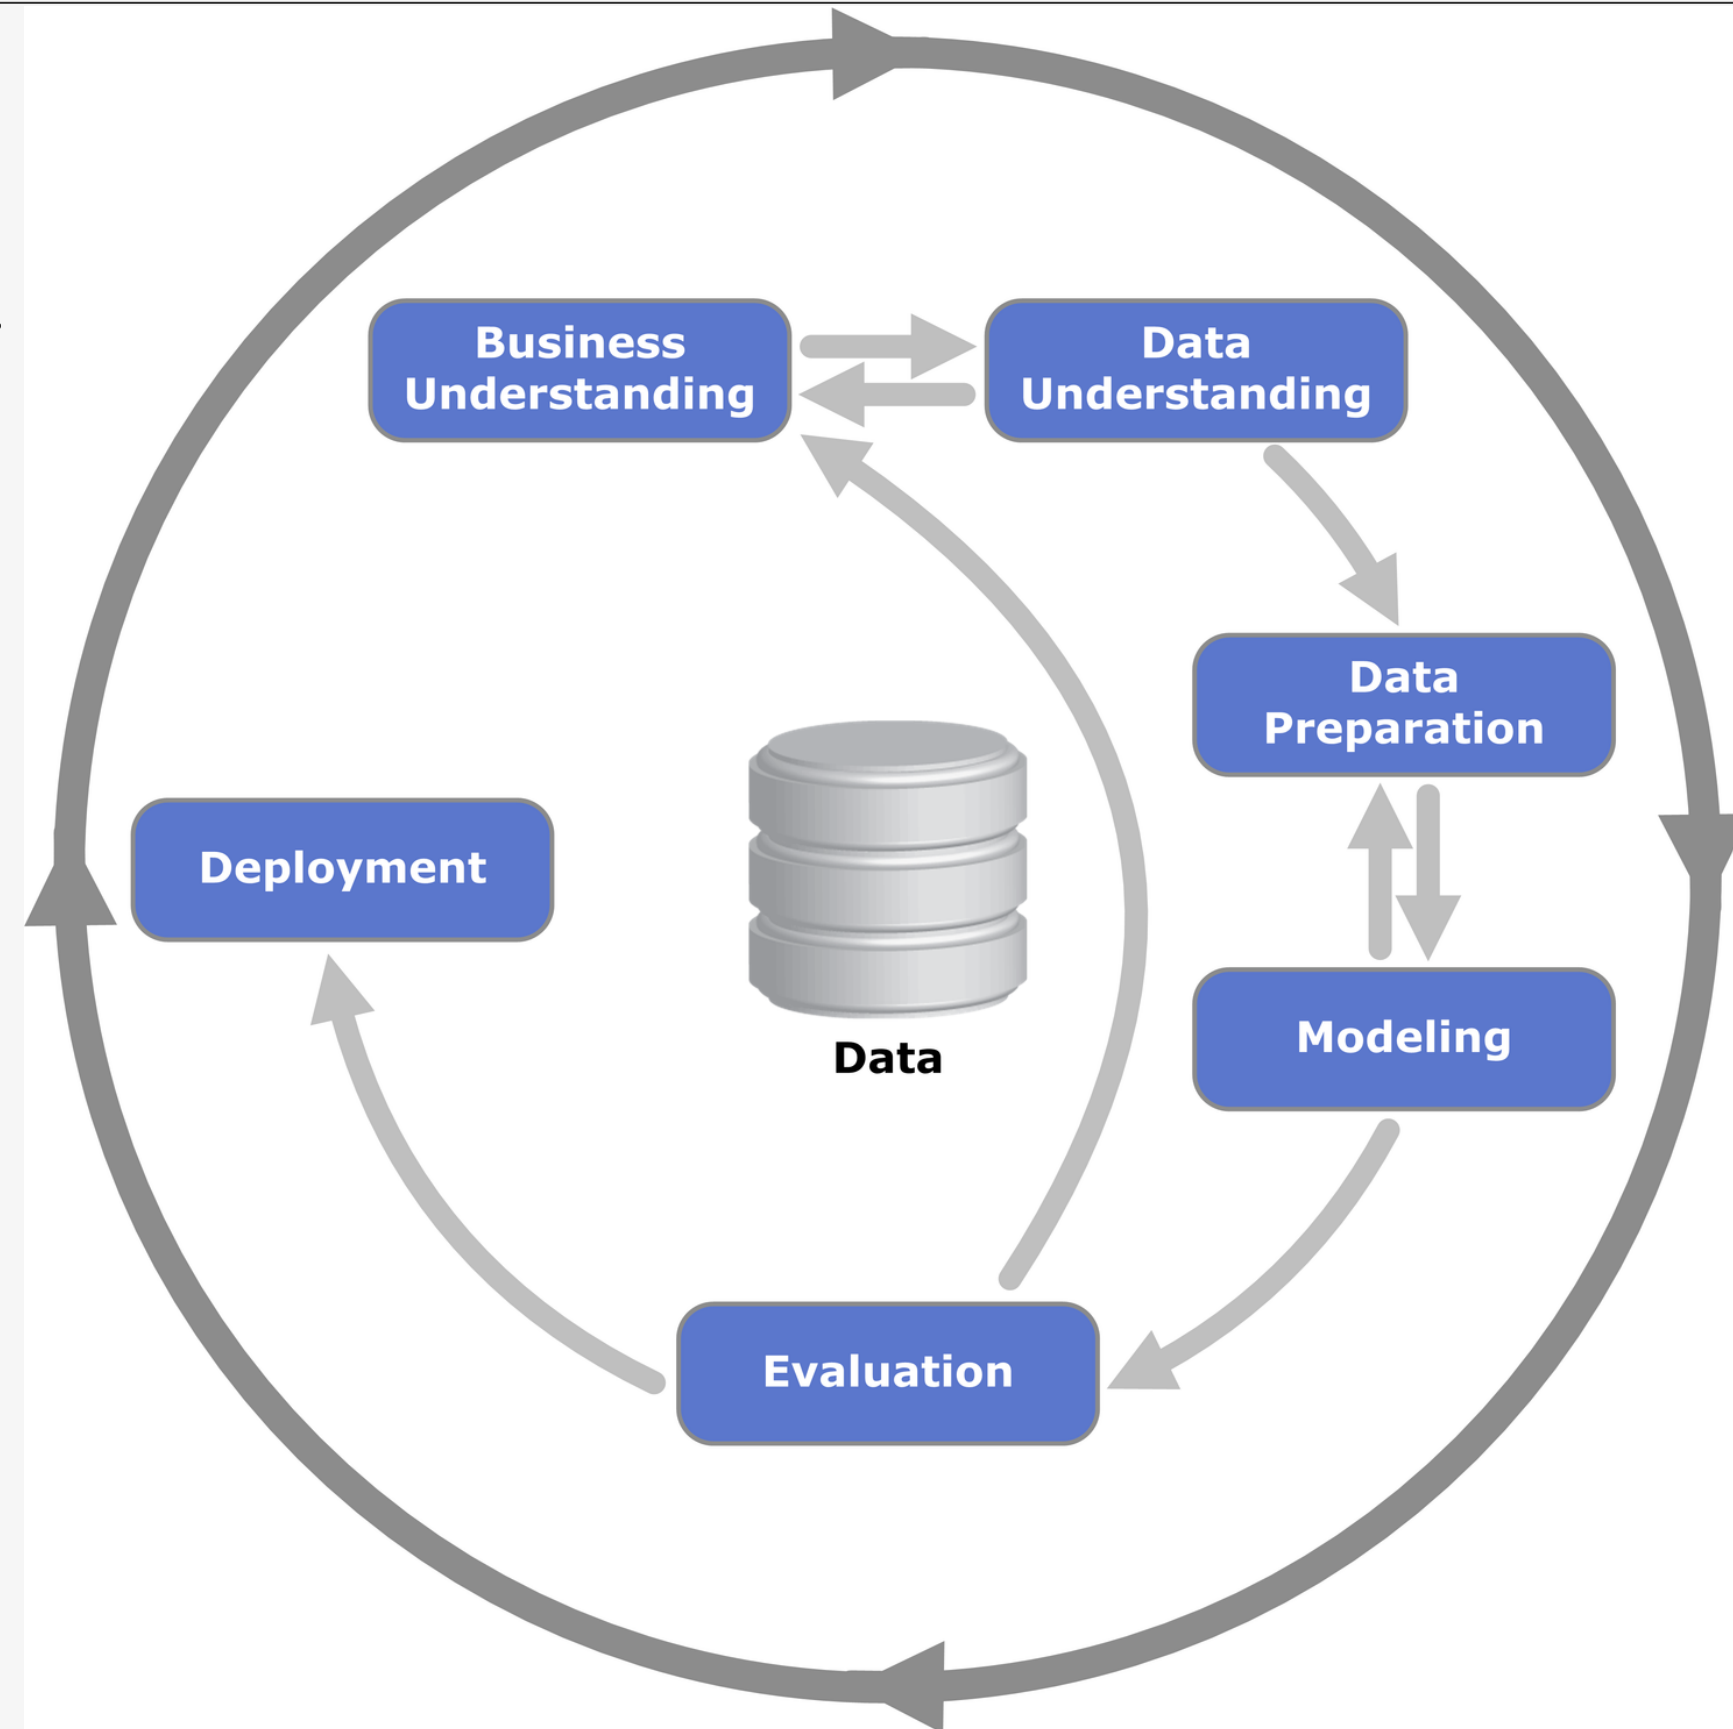 Business
Understanding
Data
Understanding
Data
Preparation
Deployment
Modeling
Data
Evaluation